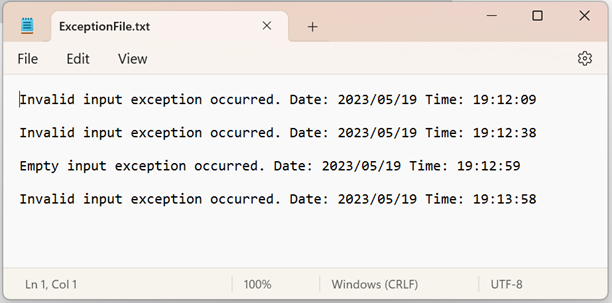 ExceptionFile.txt
File Edit View
Invalid input exception occurred. Date: 2023/05/19 Time: 19:12:09
Invalid input exception occurred. Date: 2023/05/19 Time: 19:12:38
Empty input exception occurred. Date: 2023/05/19 Time: 19:12:59
Invalid input exception occurred. Date: 2023/05/19 Time: 19:13:58
Ln 1, Col 1 100% Windows (CRLF) UTF-8